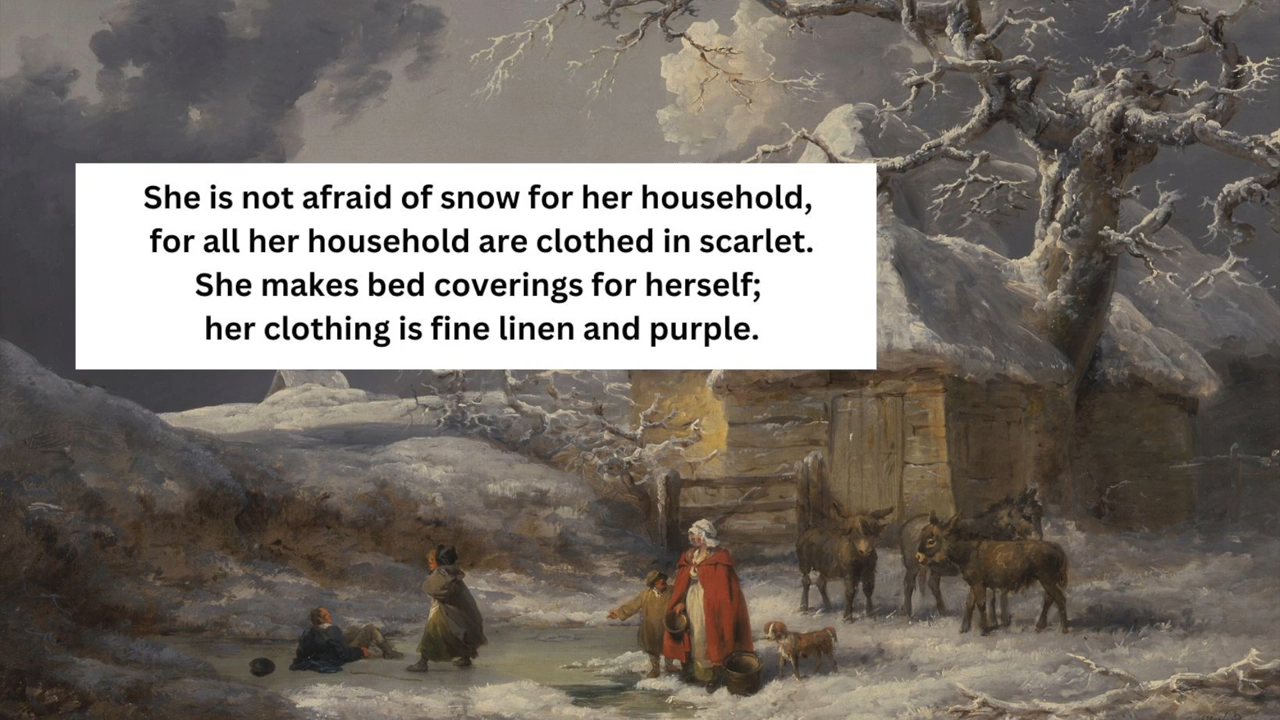 She is not afraid of snow for her household,
for all her household are clothed in scarlet.
She makes bed coverings for herself;
her clothing is fine linen and purple.